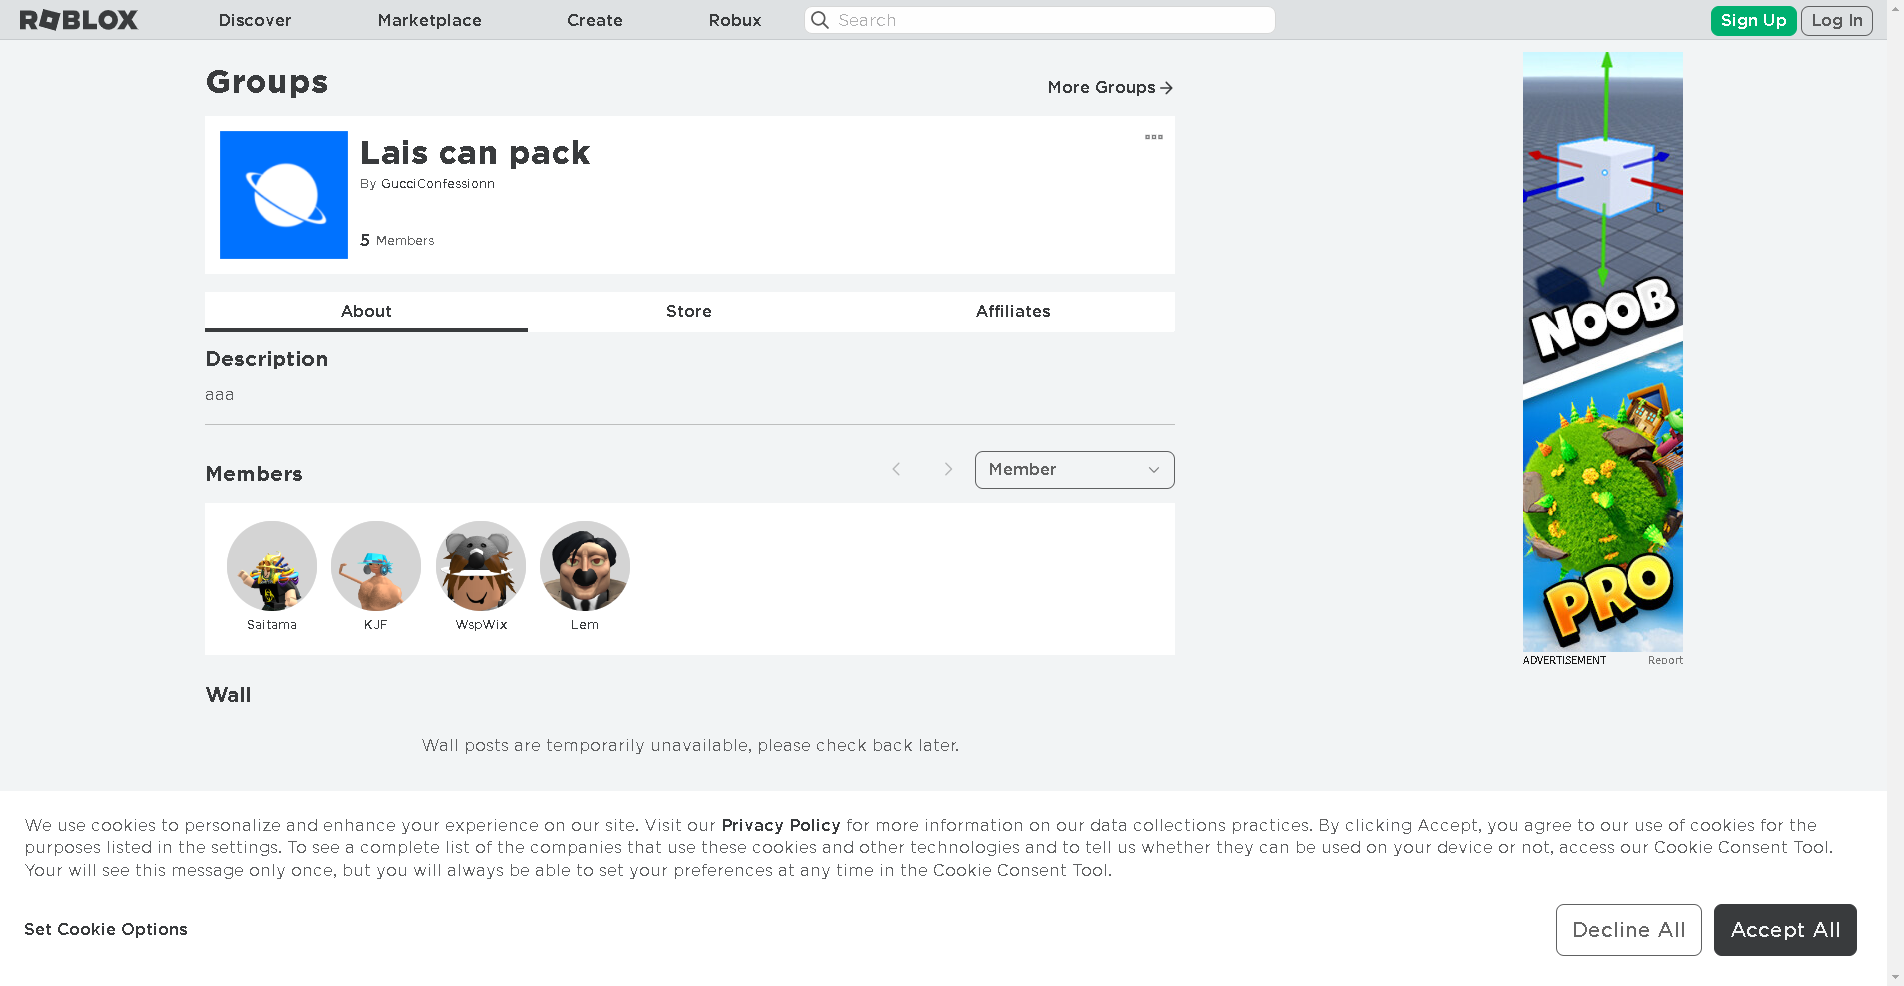 ROBLOX
Discover
Marketplace
Create
Robux
Search
Sign Up
Log In
Groups
More Groups
Lais can pack
By GucciConfessionn
5 Members
About
Store
Affiliates
Description
aaa
Members
Member
Saitama
KJF
WspWix
Lem
Wall
Wall posts are temporarily unavailable, please check back later.
NOOB
PRO
ADVERTISEMENT
Report
We use cookies to personalize and enhance your experience on our site. Visit our Privacy Policy for more information on our data collections practices. By clicking Accept, you agree to our use of cookies for the
purposes listed in the settings. To see a complete list of the companies that use these cookies and other technologies and to tell us whether they can be used on your device or not, access our Cookie Consent Tool.
Your will see this message only once, but you will always be able to set your preferences at any time in the Cookie Consent Tool.
Set Cookie Options
Decline All
Accept All